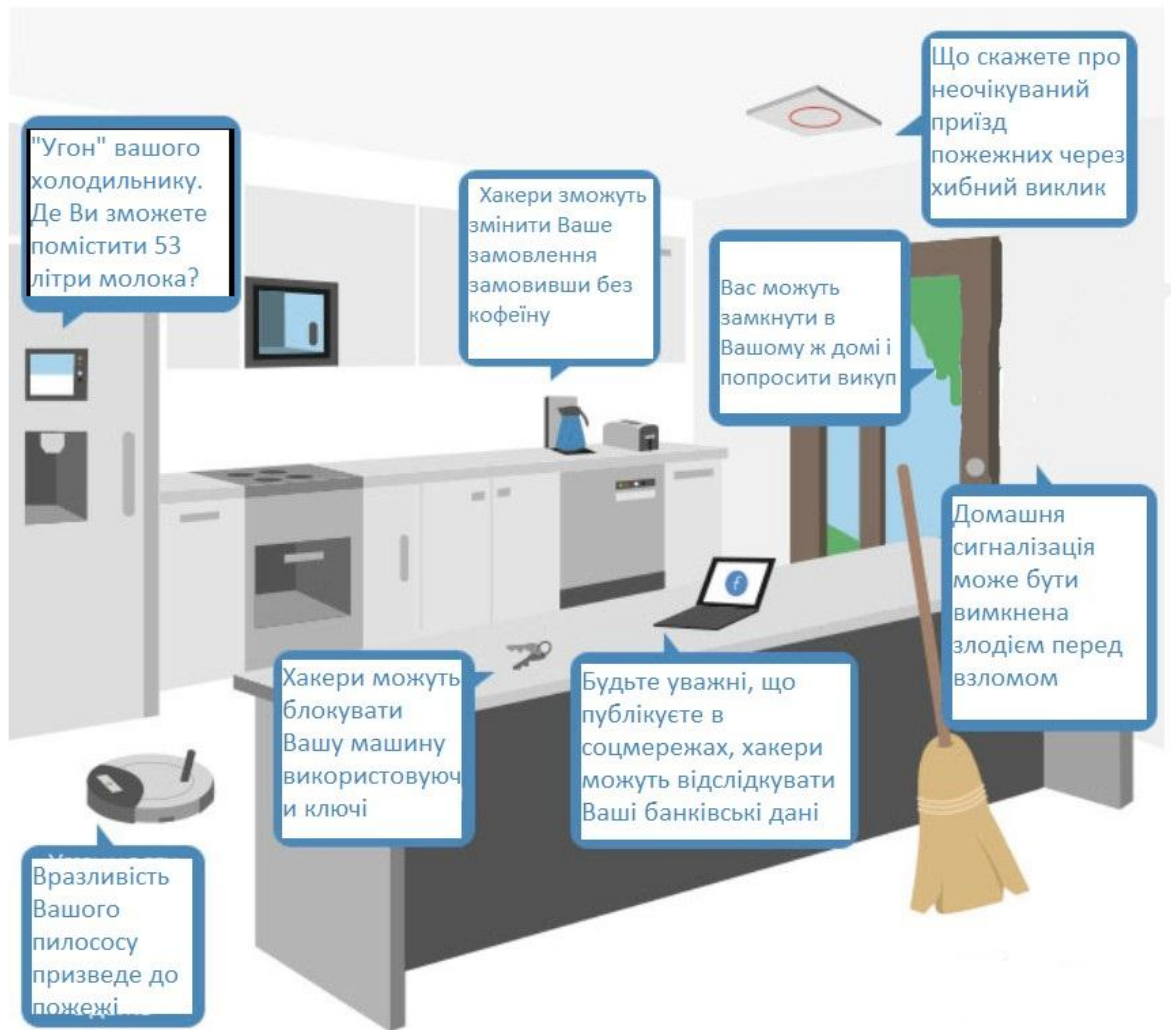 "Угон" вашого
холодильнику.
Де Ви зможете
помістити 53
літри молока?
Хакери зможуть
змінити Ваше
замовлення
замовивши без
кофеїну
Що скажете про
неочікуваний
приїзд
пожежних через
хибний виклик
Вас можуть
замкнути в
Вашому ж домі і
попросити викуп
Домашня
сигналізація
може бути
вимкнена
злодієм перед
взломом
Хакери можуть
блокувати
Вашу машину
використовуюч
и ключі
Будьте уважні, що
публікуєте в
соцмережах, хакери
можуть відслідкувати
Ваші банківські дані
f
Вразливість
Вашого
пилососу
призведе до
пожежі